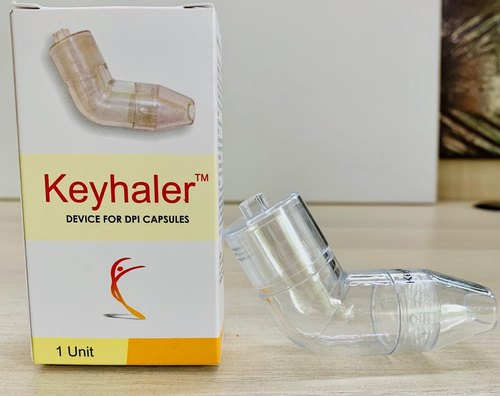 Keyhaler™
DEVICE FOR DPI CAPSULES
1 Unit